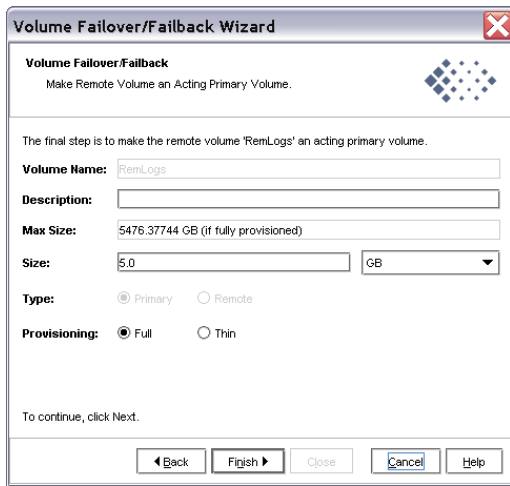 Volume Failover/Failback Wizard
Volume Failover/Failback
Make Remote Volume an Acting Primary Volume.
The final step is to make the remote volume 'RemLogs' an acting primary volume.
Volume Name: RemLogs
Description:
Max Size: 5476.37744 GB (if fully provisioned)
Size: 5.0 GB
Type: Primary Remote
Provisioning: Full Thin
To continue, click Next.
Back Finish Close Cancel Help